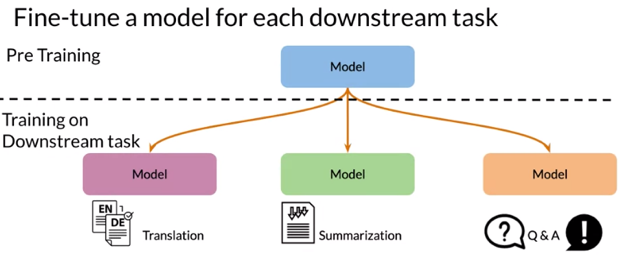 Fine-tune a model for each downstream task
Pre Training
Model
Training on
Downstream task
Model
Model
Model
EN
DE
Translation
Summarization
?
Q & A
!